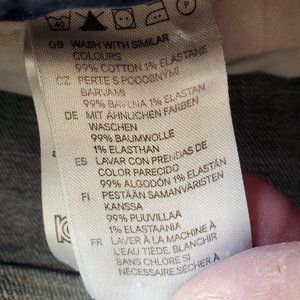 40
GB WASH WITH SIMILAR
COLOURS
99% COTTON 1% ELASTANE
CZ PERTE S PODOBNÝMI
BARVAMI
99% BAVLNA 1% ELASTAN
DE MIT ÄHNLICHEN FARBEN
WASCHEN
99% BAUMWOLLE
1% ELASTHAN
ES LAVAR CON PRENDAS DE
COLOR PARECIDO
99% ALGODÓN 1% ELASTÁN
FI PESTÄÄN SAMANVÄRISTEN
KANSSA
99% PUUVILLAA
1% ELASTAANIA
FR LAVER À LA MACHINE À
L'EAU TIÈDE, BLANCHIR
SANS CHLORE SI
NÉCESSAIRE, SÉCHER À